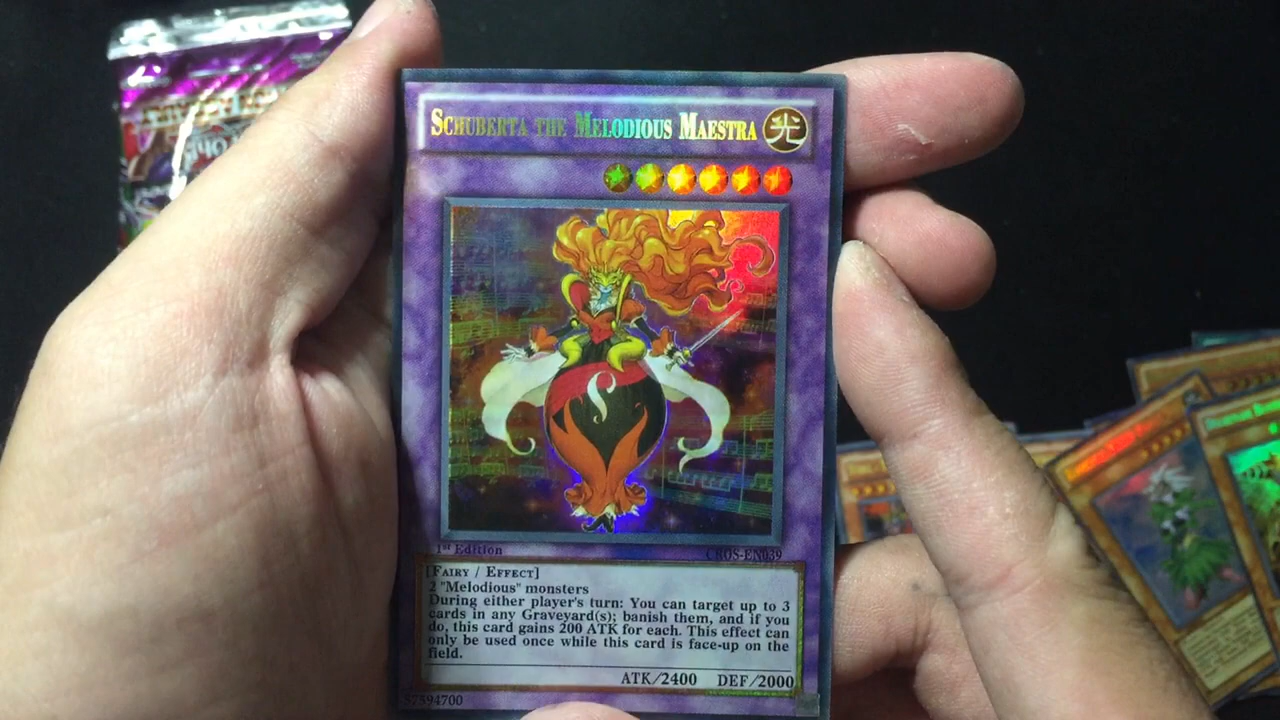 SCHUBERTA THE MELODIOUS MAESTRA 光
1st Edition
CROS-EN039
[FAIRY / EFFECT]
2 "Melodious" monsters
During either player's turn: You can target up to 3
cards in any Graveyard(s); banish them, and if you
do, this card gains 200 ATK for each. This effect can
only be used once while this card is face-up on the
field.
ATK/2400 DEF/2000
57594700